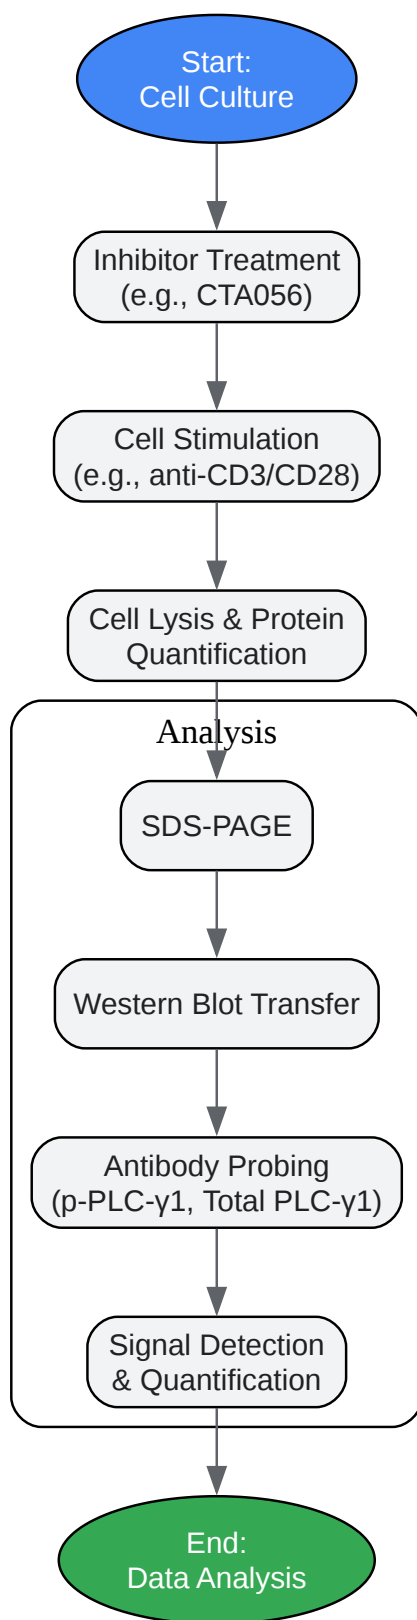 Start:
Cell Culture
Inhibitor Treatment
(e.g., CTA056)
Cell Stimulation
(e.g., anti-CD3/CD28)
Cell Lysis & Protein
Quantification
Analysis
SDS-PAGE
Western Blot Transfer
Antibody Probing
(p-PLC-γ1, Total PLC-γ1)
Signal Detection
& Quantification
End:
Data Analysis